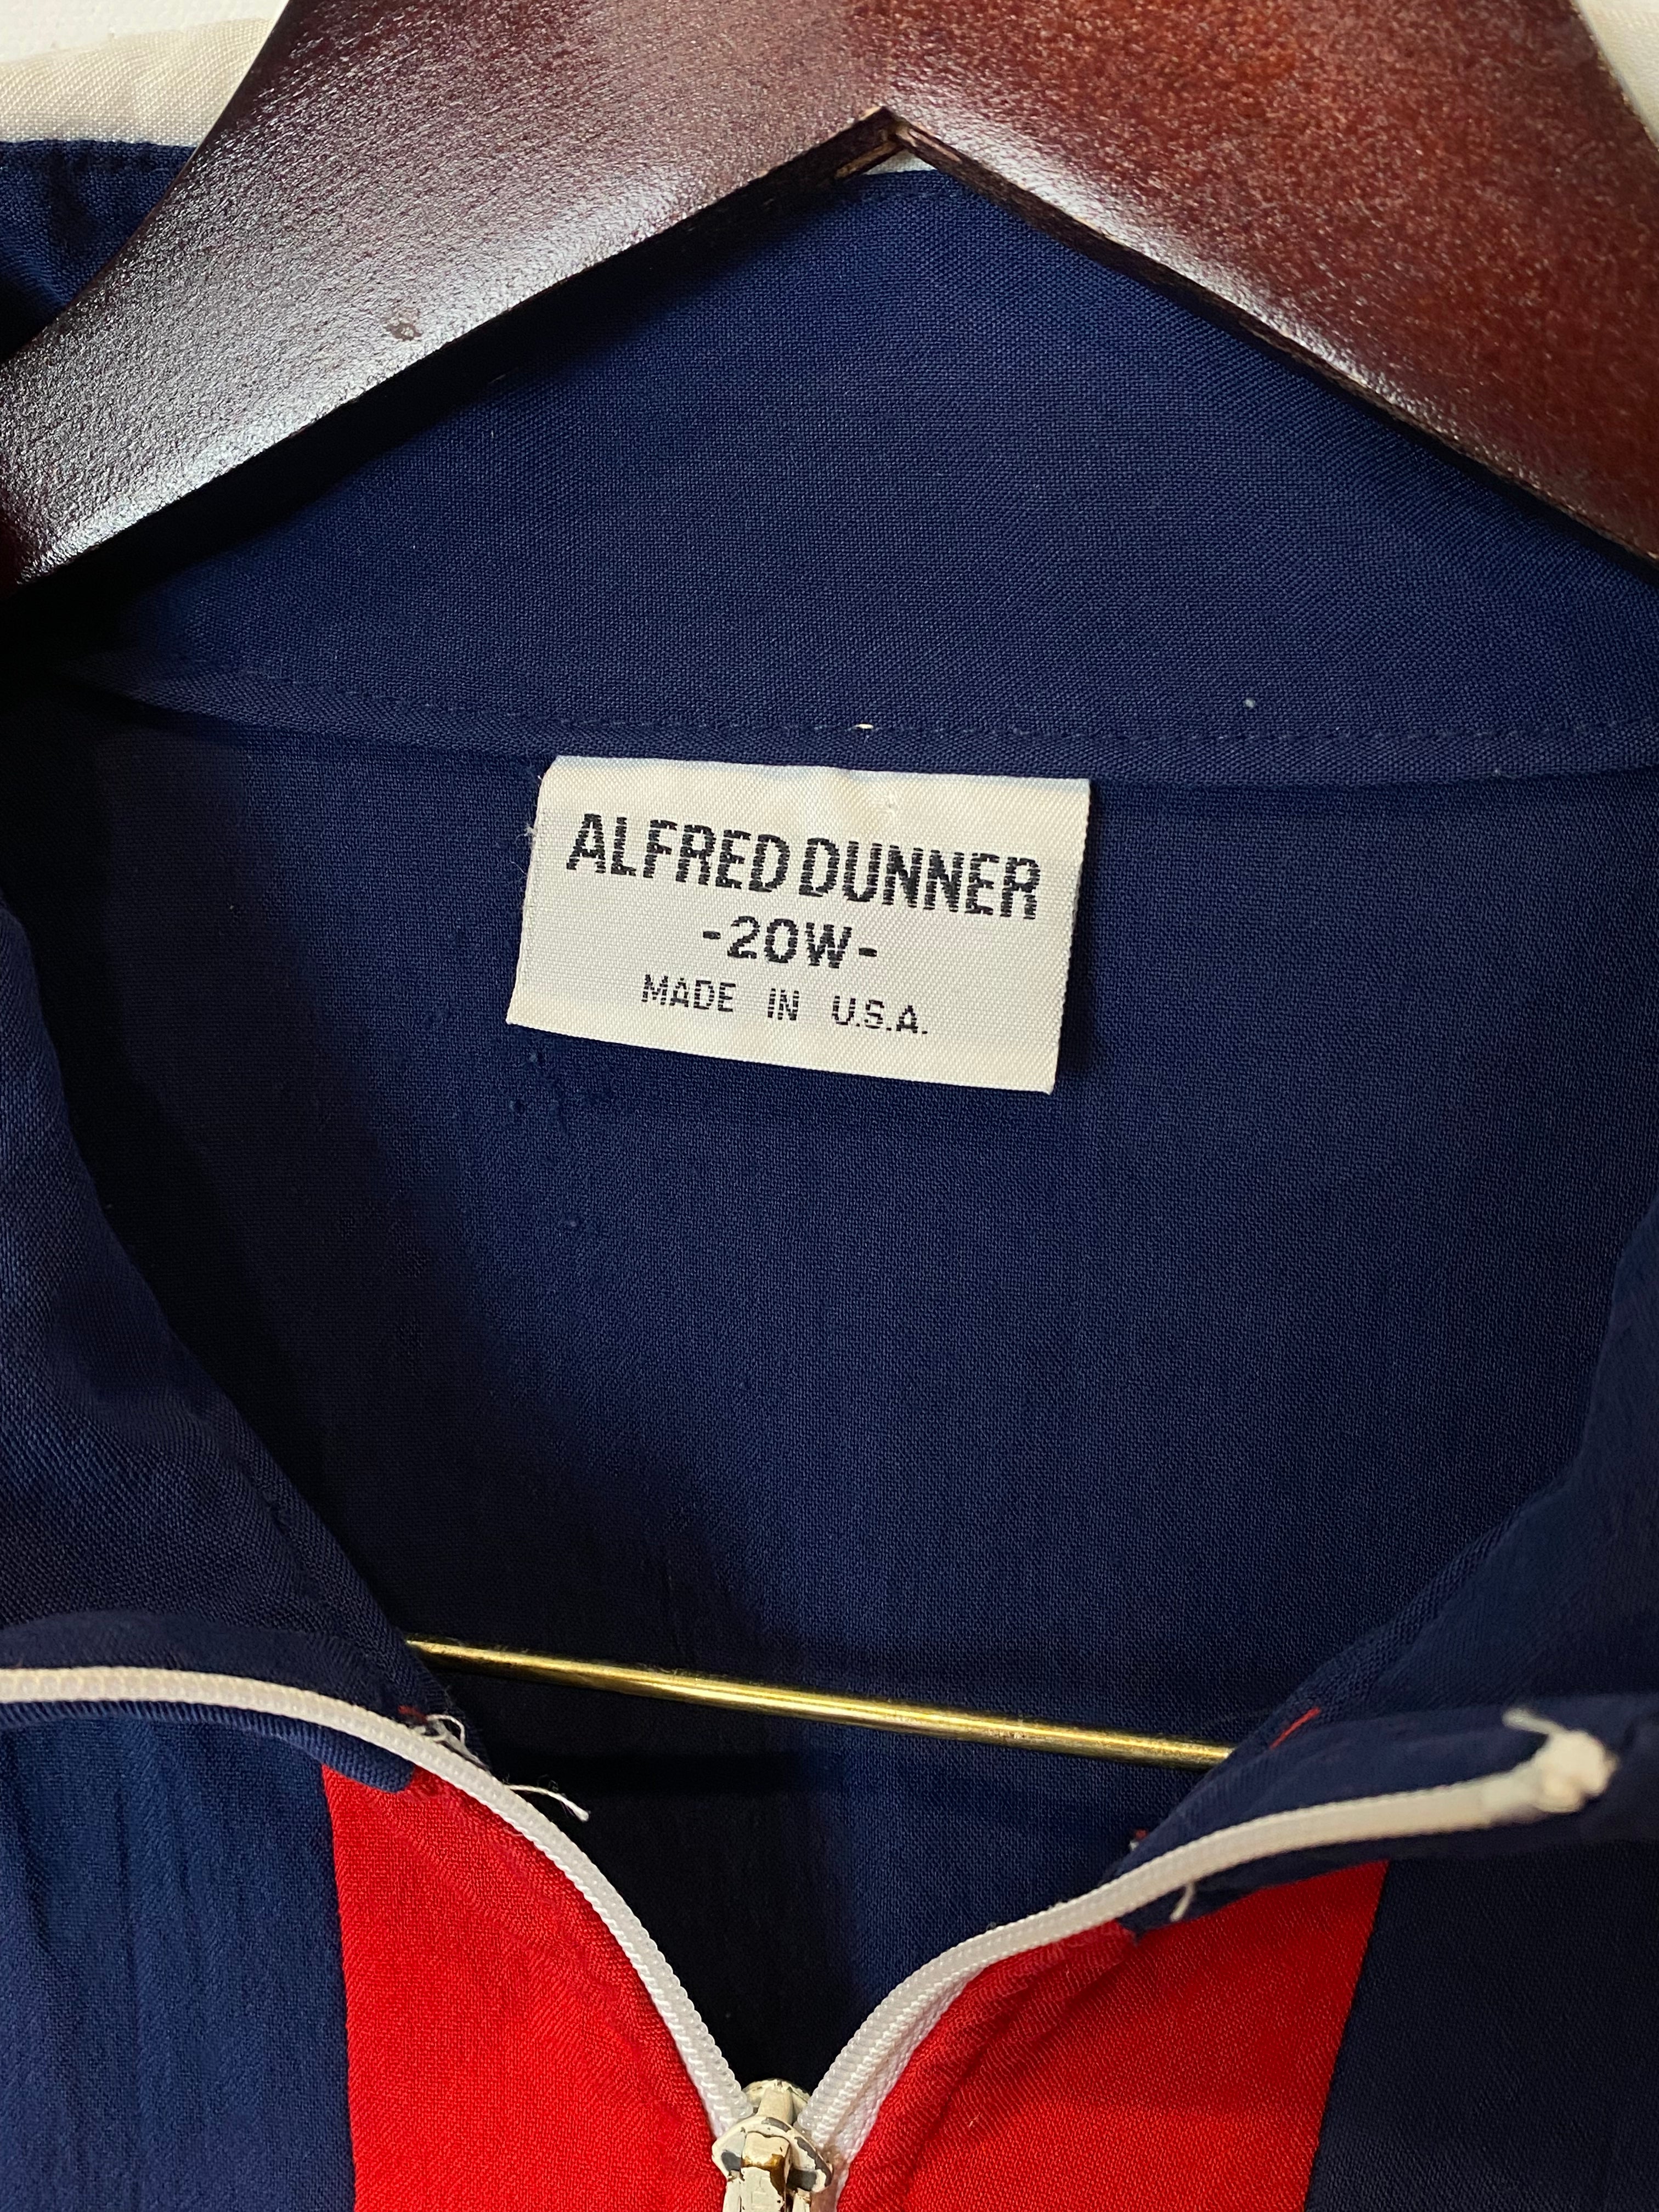 ALFRED DUNNER
-20W-
MADE IN U.S.A.